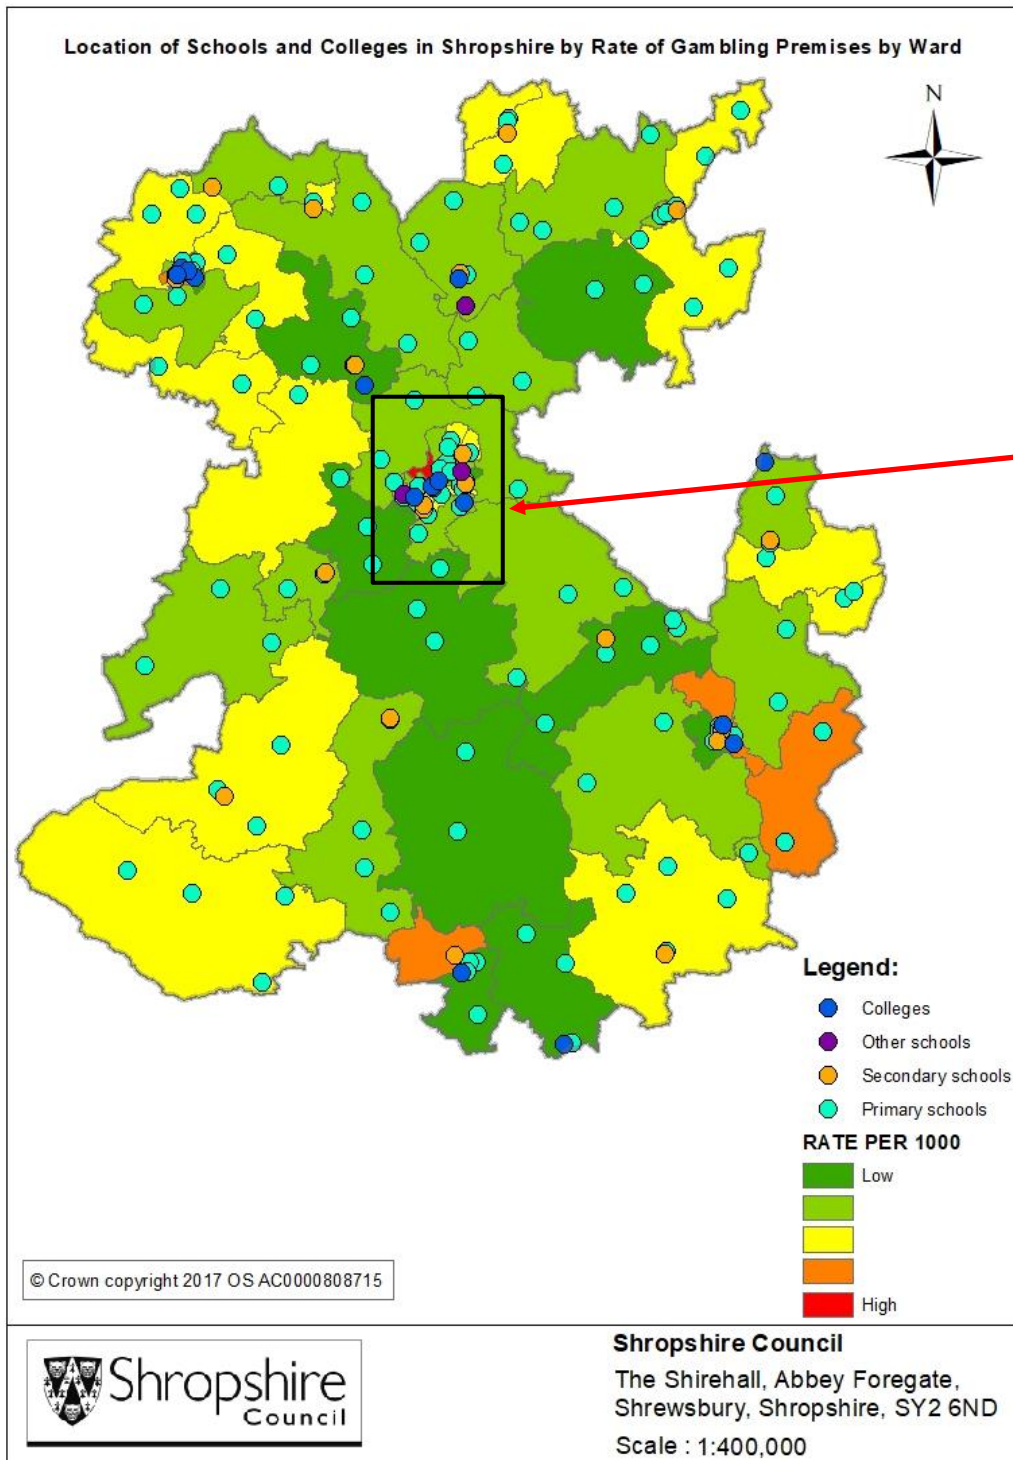 Location of Schools and Colleges in Shropshire by Rate of Gambling Premises by Ward
N
Legend:
Colleges
Other schools
Secondary schools
Primary schools
RATE PER 1000
Low
High
© Crown copyright 2017 OS AC0000808715
Shropshire
Council
Shropshire Council
The Shirehall, Abbey Foregate,
Shrewsbury, Shropshire, SY2 6ND
Scale : 1:400,000